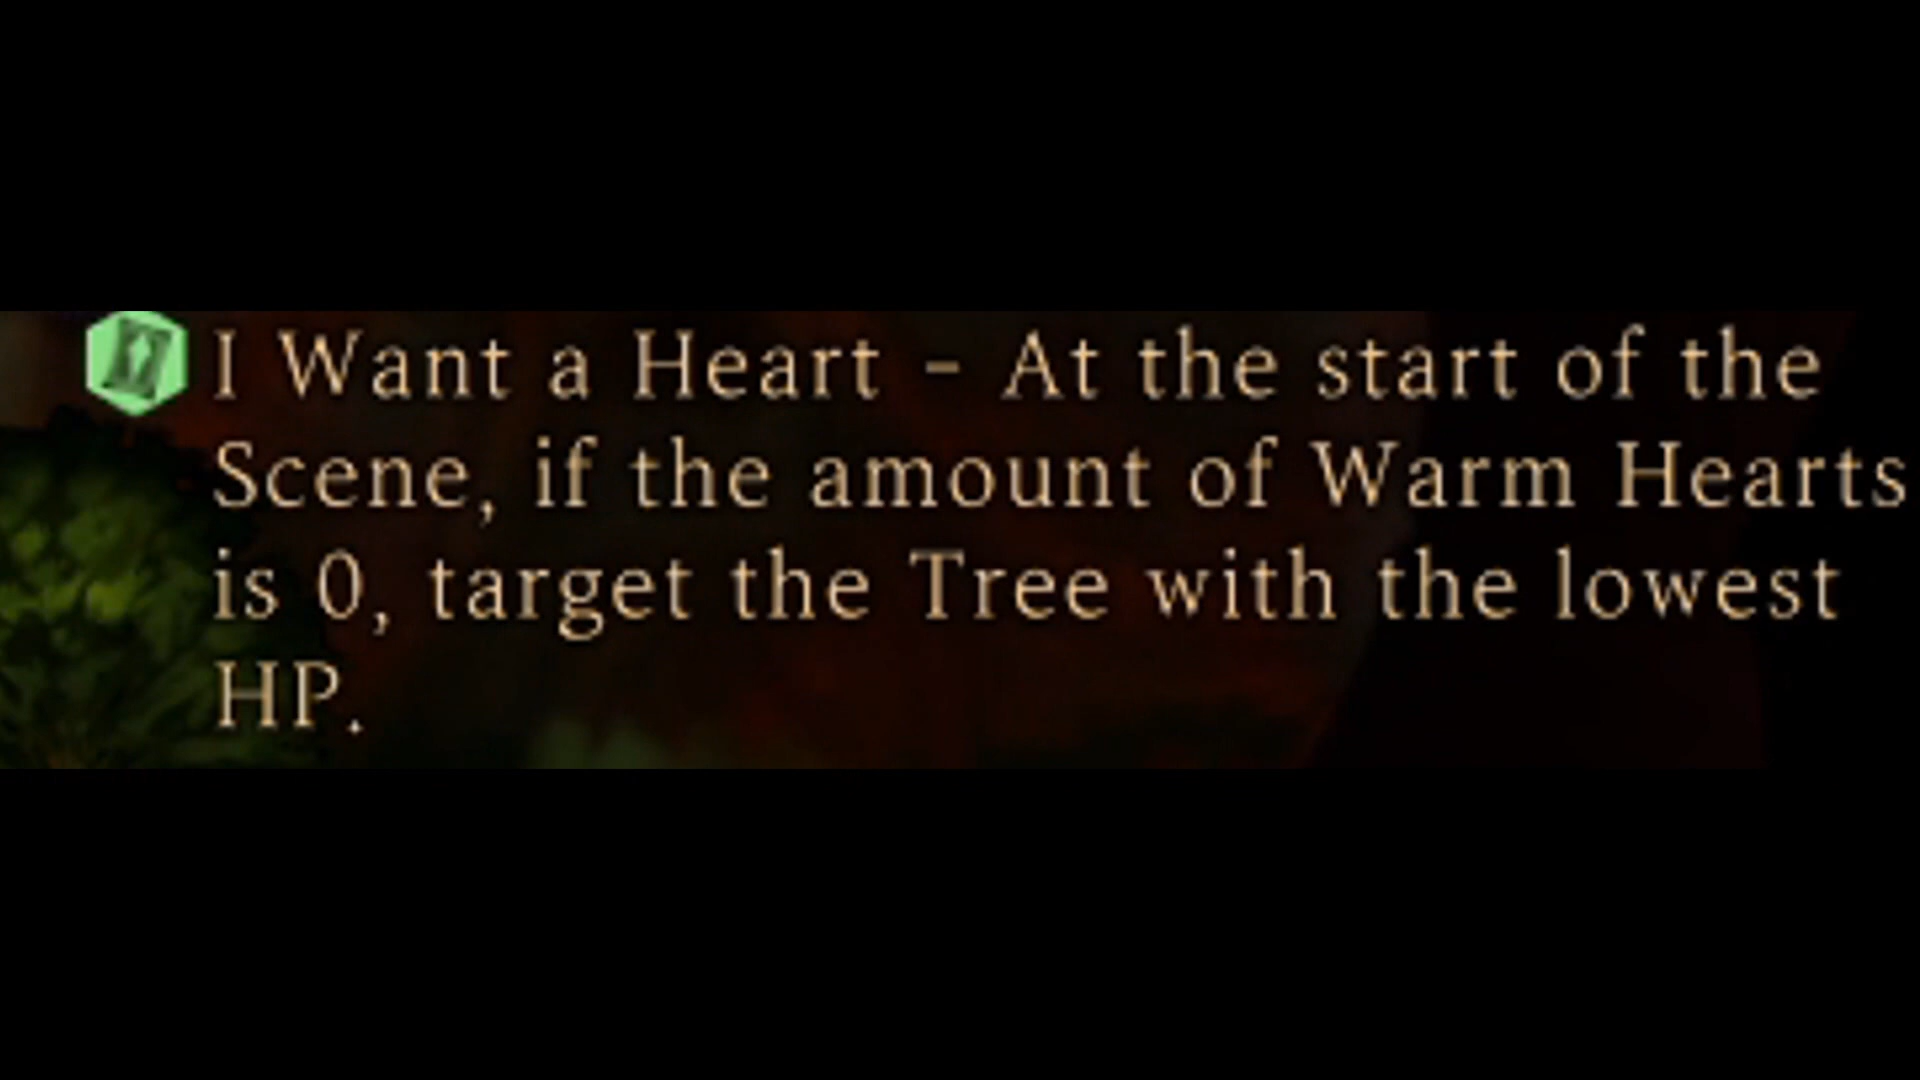 I Want a Heart - At the start of the
Scene, if the amount of Warm Hearts
is 0, target the Tree with the lowest
HP.